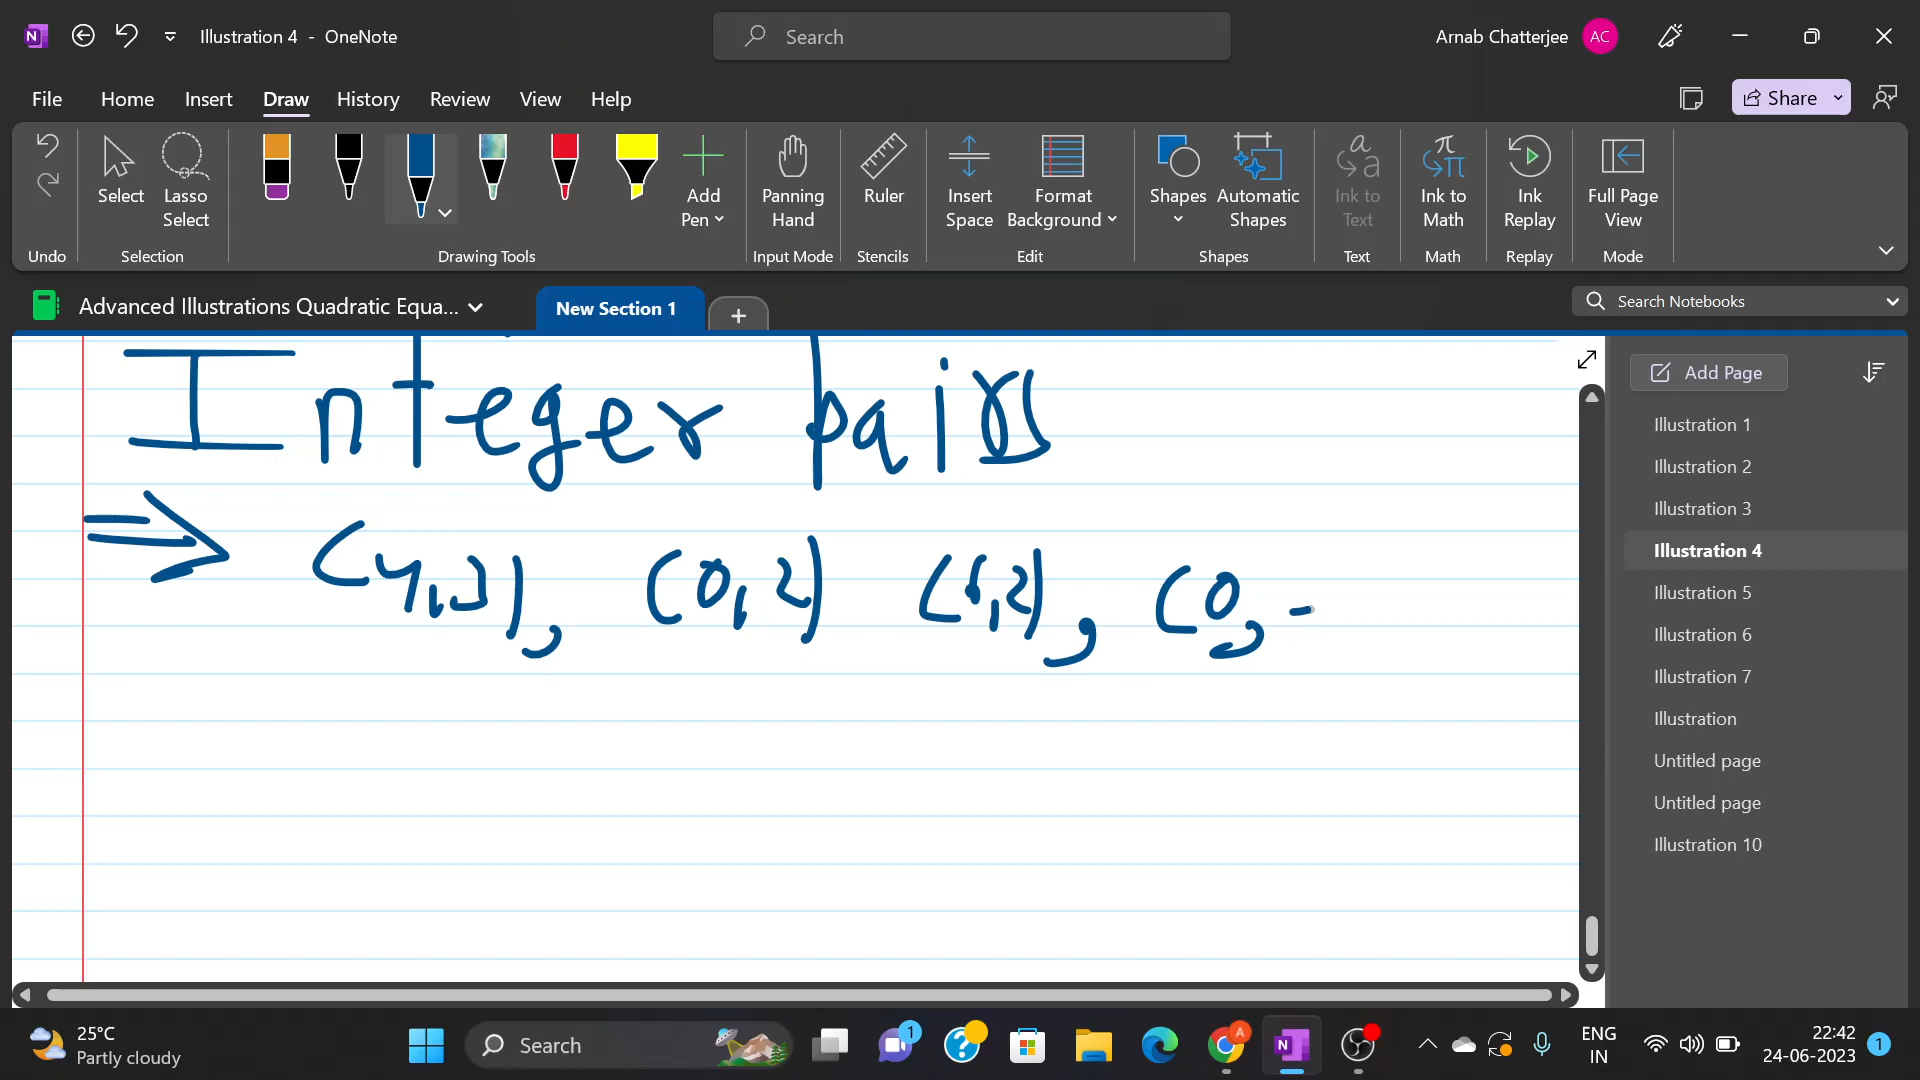 Illustration 4 - OneNote
Search
Arnab Chatterjee AC
File Home Insert Draw History Review View Help
Share
Select
Lasso Select
Add Pen
Panning Hand
Ruler
Insert Space
Format Background
Shapes
Automatic Shapes
Ink to Text
Ink to Math
Ink Replay
Full Page View
Undo Selection Drawing Tools Input Mode Stencils Edit Shapes Text Math Replay Mode
Advanced Illustrations Quadratic Equa...
New Section 1
+
Search Notebooks
Integer pairs
⇒ (4,3), (0,2) (1,2), (0, -
Add Page
Illustration 1
Illustration 2
Illustration 3
Illustration 4
Illustration 5
Illustration 6
Illustration 7
Illustration
Untitled page
Untitled page
Illustration 10
25°C
Partly cloudy
Search
1
A
ENG
IN
22:42
24-06-2023
1